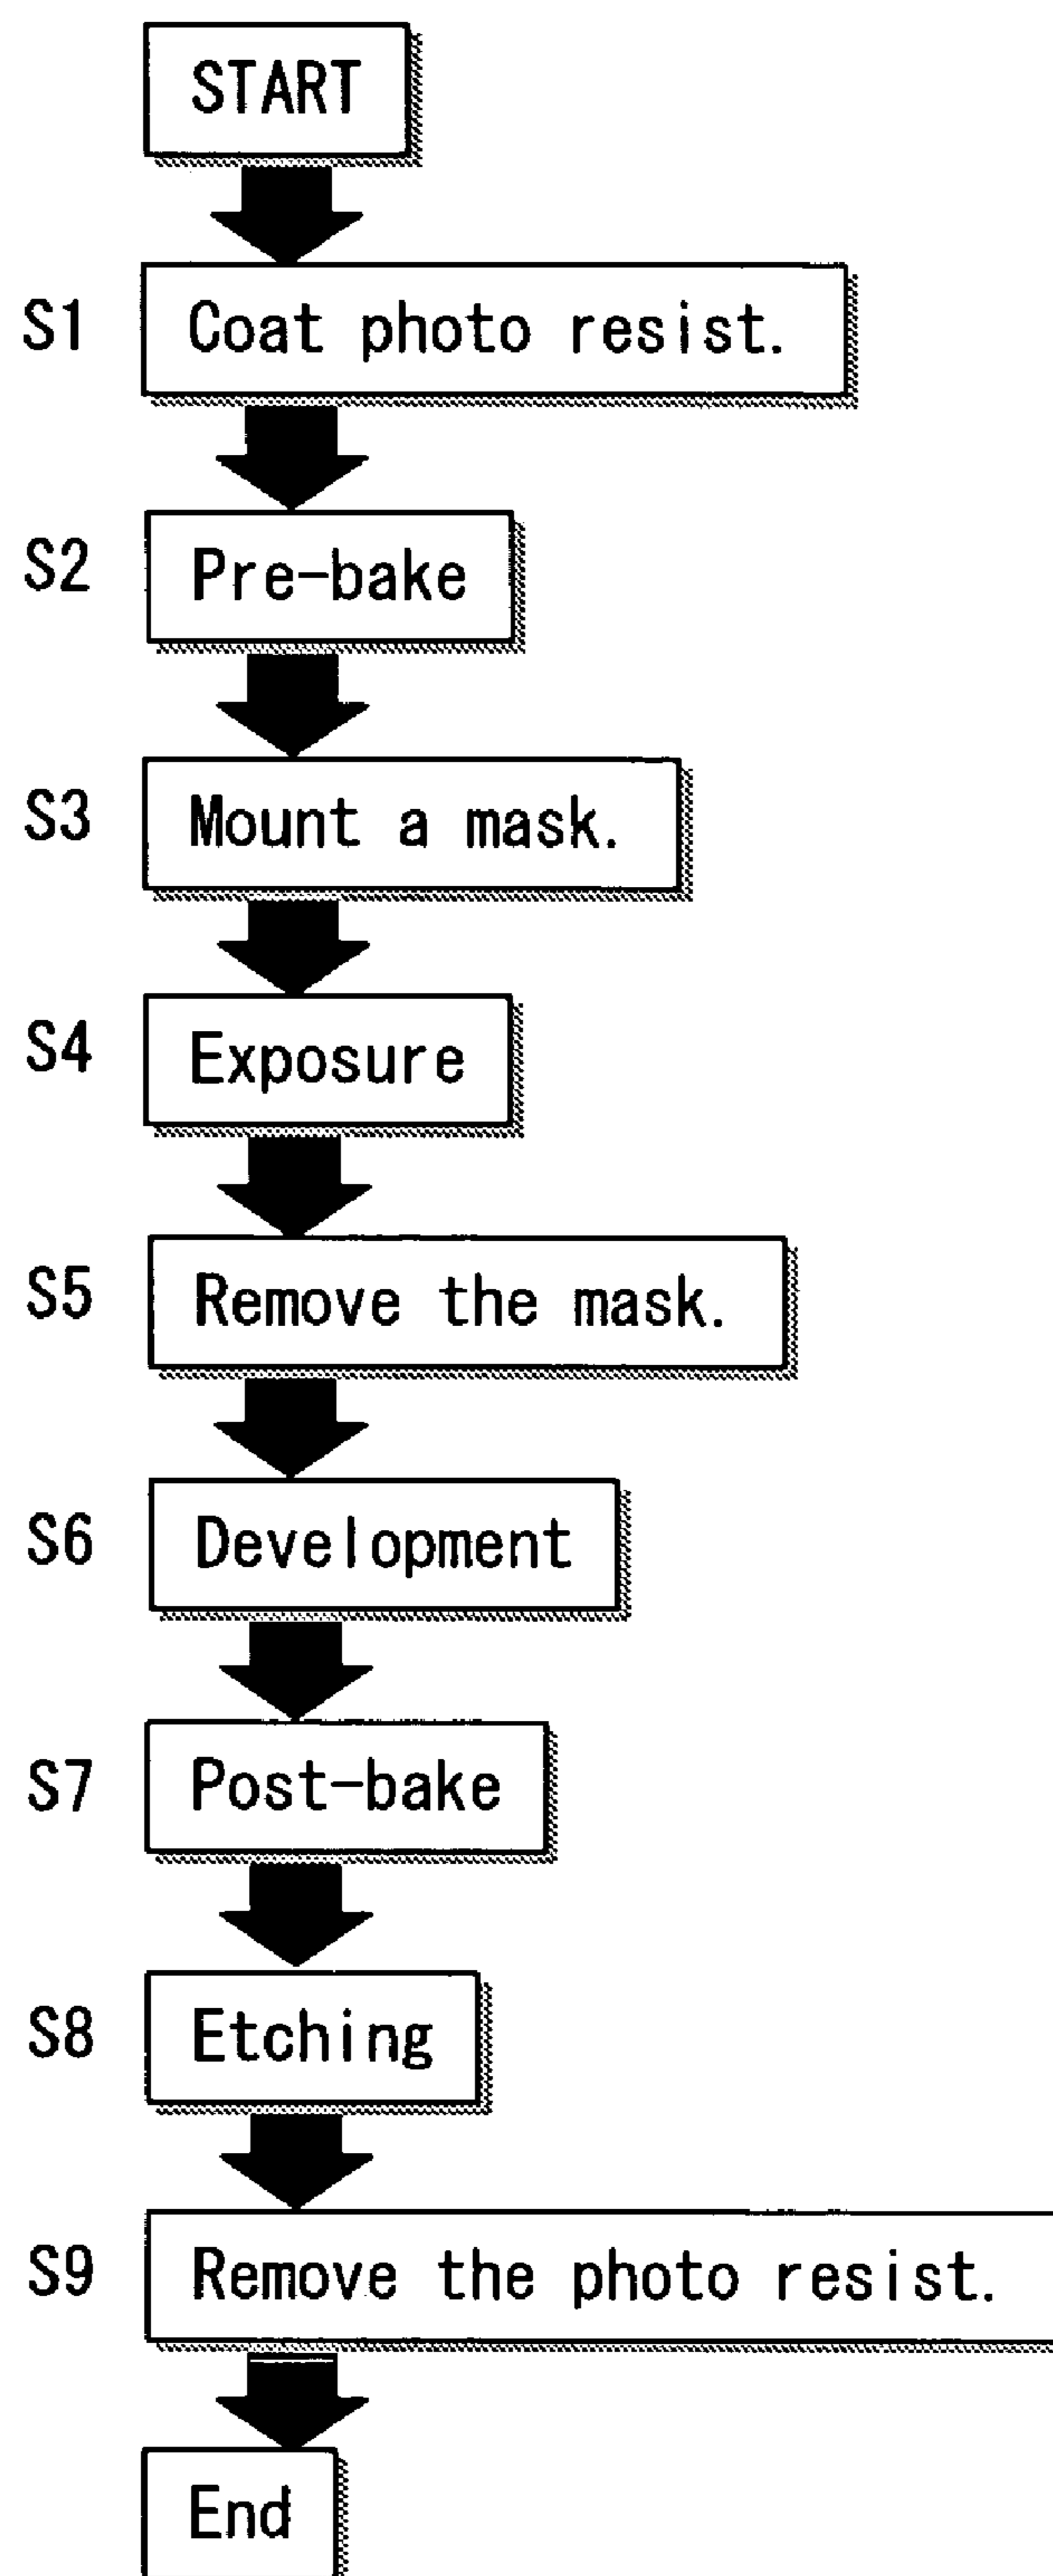 START
S1 Coat photo resist.
S2 Pre-bake
S3 Mount a mask.
S4 Exposure
S5 Remove the mask.
S6 Development
S7 Post-bake
S8 Etching
S9 Remove the photo resist.
End